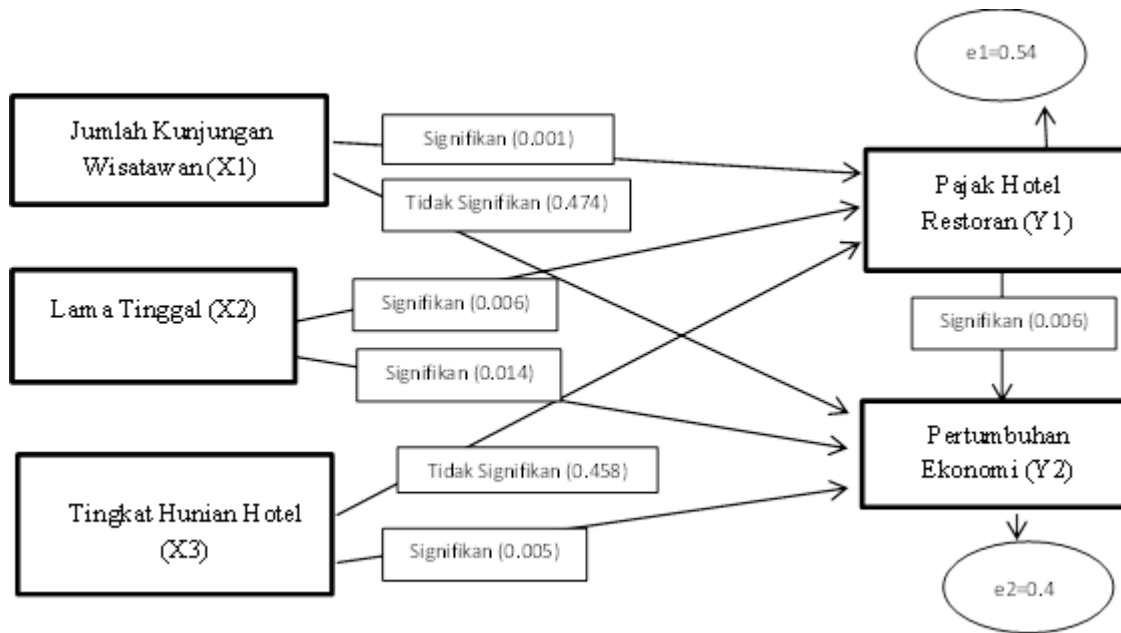 e1=0.54
Jumlah Kunjungan
Wisatawan (X1)
Signifikan (0.001)
Tidak Signifikan (0.474)
Pajak Hotel
Restoran (Y1)
Lama Tinggal (X2)
Signifikan (0.006)
Signifikan (0.006)
Signifikan (0.014)
Pertumbuhan
Ekonomi (Y2)
Tidak Signifikan (0.458)
Tingkat Hunian Hotel
(X3)
Signifikan (0.005)
e2=0.4